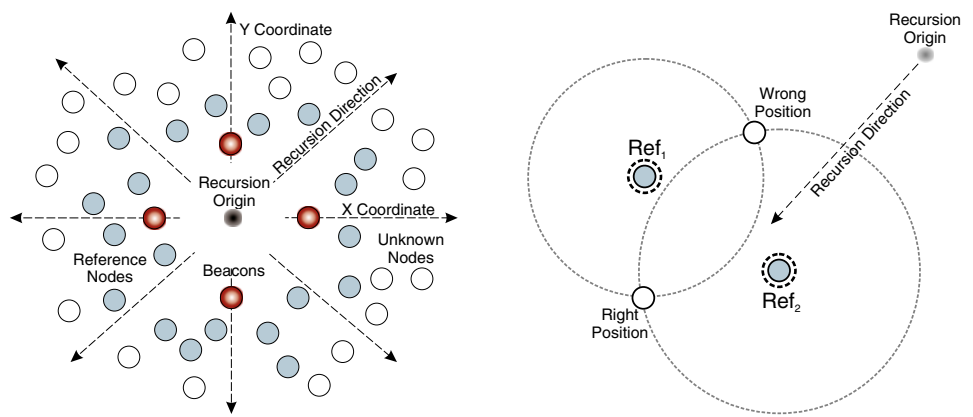 Y Coordinate
Recursion Direction
Recursion
Origin
X Coordinate
Reference
Nodes
Unknown
Nodes
Beacons
Recursion
Origin
Wrong
Position
Recursion Direction
Ref1
Ref2
Right
Position